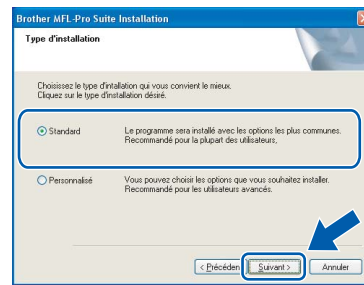 Brother MFL-Pro Suite Installation
Type d'installation
Choisissez le type d'intallation qui vous convient le mieux.
Cliquez sur le type d'installation désiré.
Standard
Le programme sera installé avec les options les plus communes.
Recommandé pour la plupart des utilisateurs,
Personnalisé
Vous pouvez choisir les options que vous souhaitez installer.
Recommandé pour les utilisateurs avancés.
< Précéden
Suivant >
Annuler